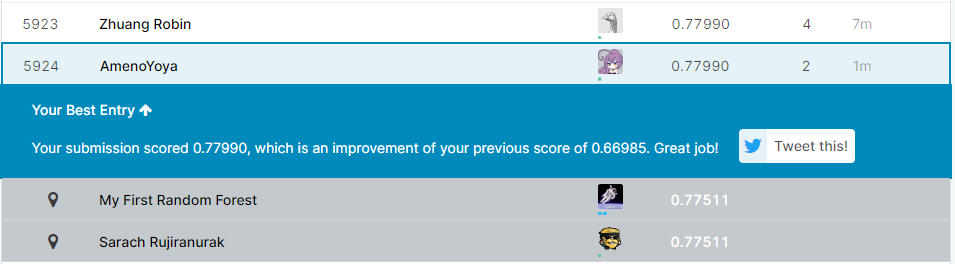 5923 Zhuang Robin 0.77990 4 7m
5924 AmenoYoya 0.77990 2 1m
Your Best Entry
Your submission scored 0.77990, which is an improvement of your previous score of 0.66985. Great job! Tweet this!
My First Random Forest 0.77511
Sarach Rujiranurak 0.77511